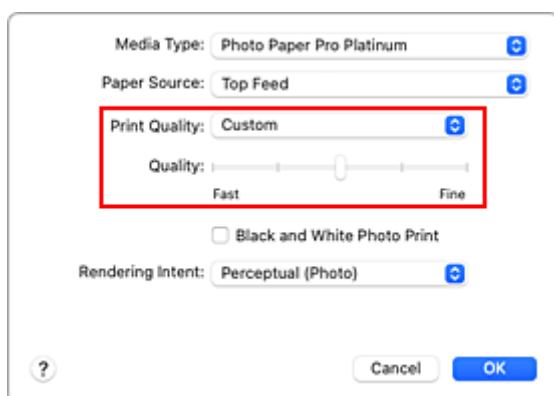 Media Type: Photo Paper Pro Platinum
Paper Source: Top Feed
Print Quality: Custom
Quality:
Fast Fine
Black and White Photo Print
Rendering Intent: Perceptual (Photo)
? Cancel OK